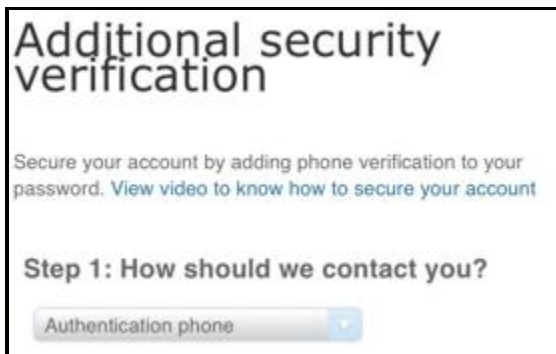 Additional security
verification
Secure your account by adding phone verification to your
password. View video to know how to secure your account
Step 1: How should we contact you?
Authentication phone